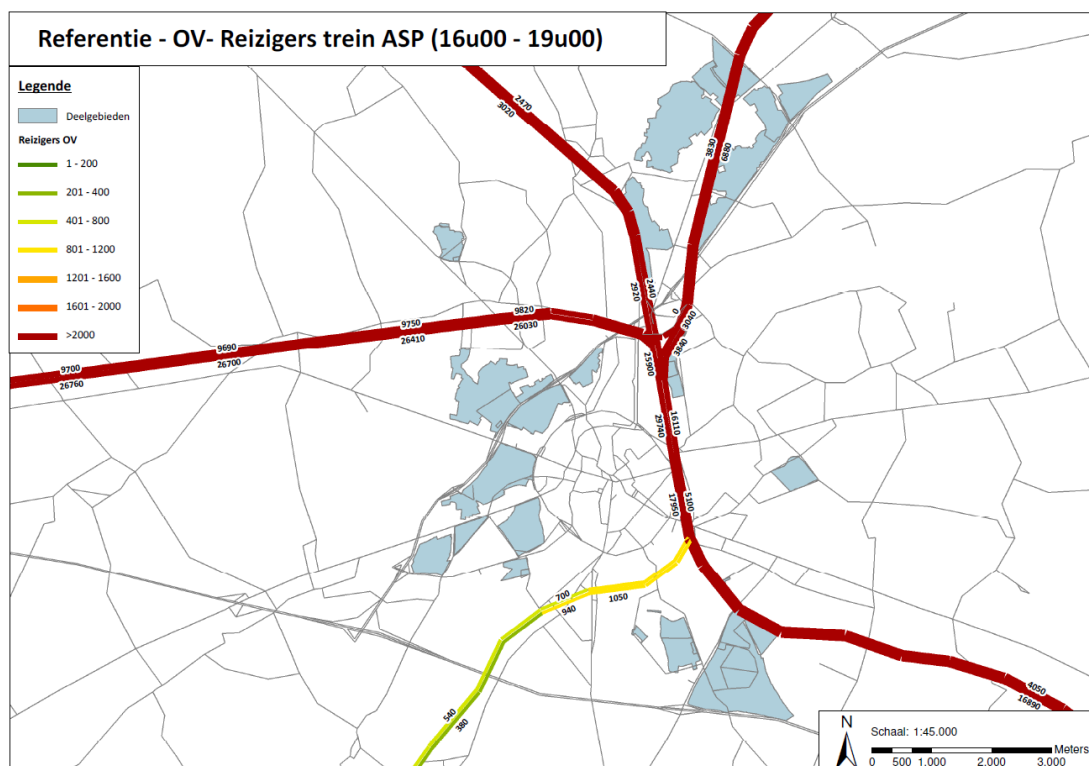 Referentie - OV- Reizigers trein ASP (16u00 - 19u00)
Legende
Deelgebieden
Reizigers OV
1 - 200
201 - 400
401 - 800
801 - 1200
1201 - 1600
1601 - 2000
>2000
2470
3020
3830
6880
2440
2920
0
3040
3840
9820
26030
9750
26410
9690
26700
9700
26760
25900
16110
29740
5100
17950
700
940
1050
540
380
4050
16890
N
Schaal: 1:45.000
Meters
0 500 1.000 2.000 3.000